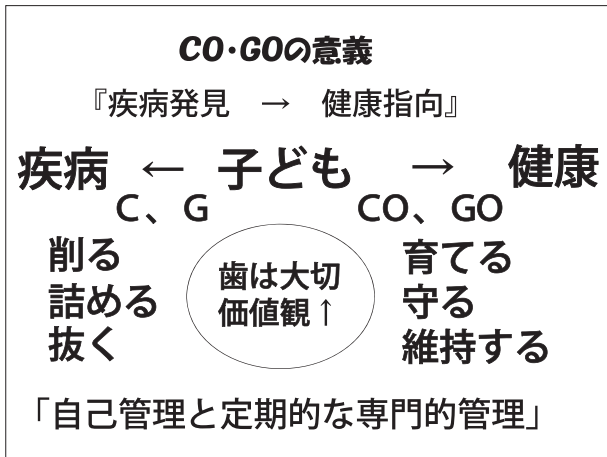 CO・GOの意義
『疾病発見　→　健康指向』
疾病　←　子ども　→　健康
C、G　CO、GO
削る
詰める
抜く
歯は大切
価値観↑
育てる
守る
維持する
「自己管理と定期的な専門的管理」